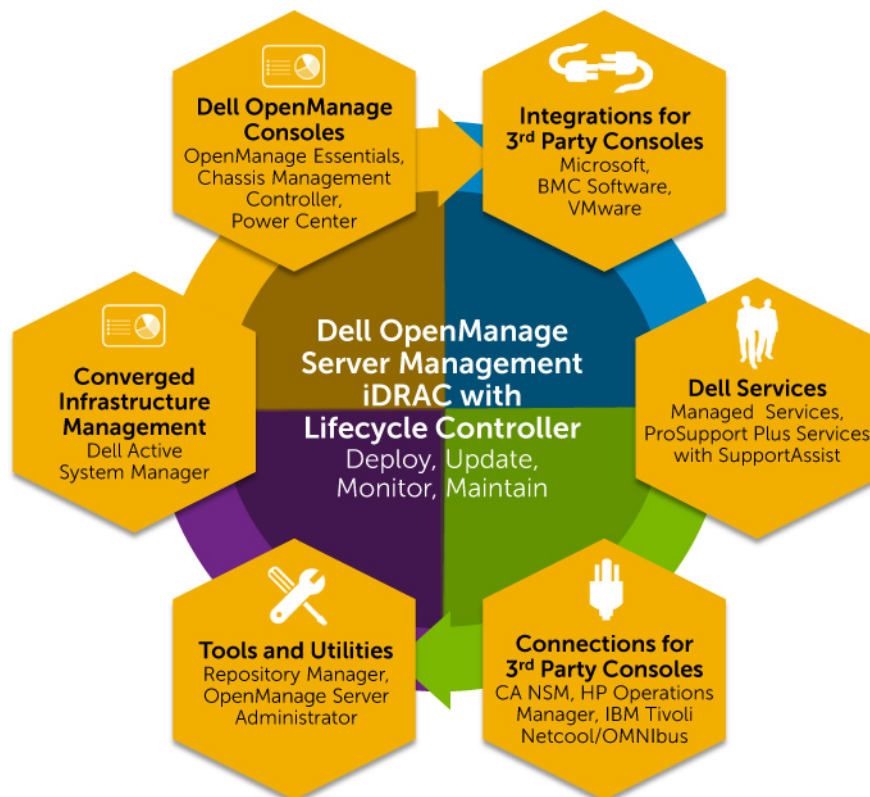 Dell OpenManage
Consoles
OpenManage Essentials,
Chassis Management
Controller,
Power Center
Integrations for
3rd Party Consoles
Microsoft,
BMC Software,
VMware
Converged
Infrastructure
Management
Dell Active
System Manager
Dell OpenManage
Server Management
iDRAC with
Lifecycle Controller
Deploy, Update,
Monitor, Maintain
Dell Services
Managed Services,
ProSupport Plus Services
with SupportAssist
Tools and Utilities
Repository Manager,
OpenManage Server
Administrator
Connections for
3rd Party Consoles
CA NSM, HP Operations
Manager, IBM Tivoli
Netcool/OMNIbus